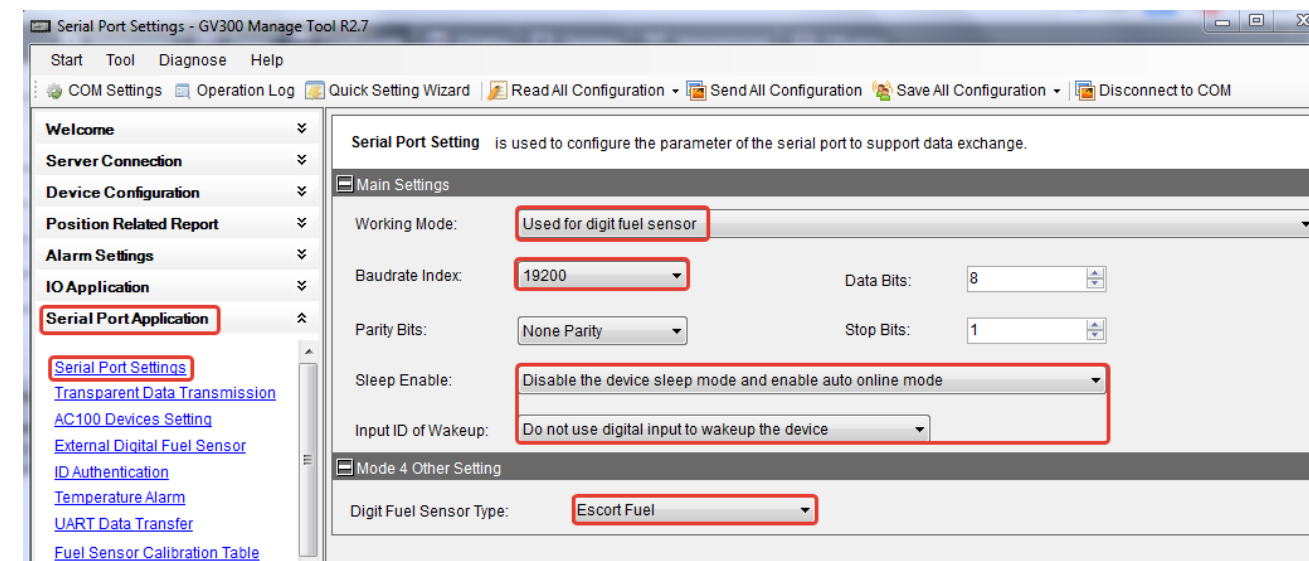 Serial Port Settings - GV300 Manage Tool R2.7
Start Tool Diagnose Help
COM Settings Operation Log Quick Setting Wizard Read All Configuration Send All Configuration Save All Configuration Disconnect to COM
Welcome
Server Connection
Device Configuration
Position Related Report
Alarm Settings
IO Application
Serial Port Application
Serial Port Settings
Transparent Data Transmission
AC100 Devices Setting
External Digital Fuel Sensor
ID Authentication
Temperature Alarm
UART Data Transfer
Fuel Sensor Calibration Table
Serial Port Setting is used to configure the parameter of the serial port to support data exchange.
Main Settings
Working Mode: Used for digit fuel sensor
Baudrate Index: 19200 Data Bits: 8
Parity Bits: None Parity Stop Bits: 1
Sleep Enable: Disable the device sleep mode and enable auto online mode
Input ID of Wakeup: Do not use digital input to wakeup the device
Mode 4 Other Setting
Digit Fuel Sensor Type: Escort Fuel